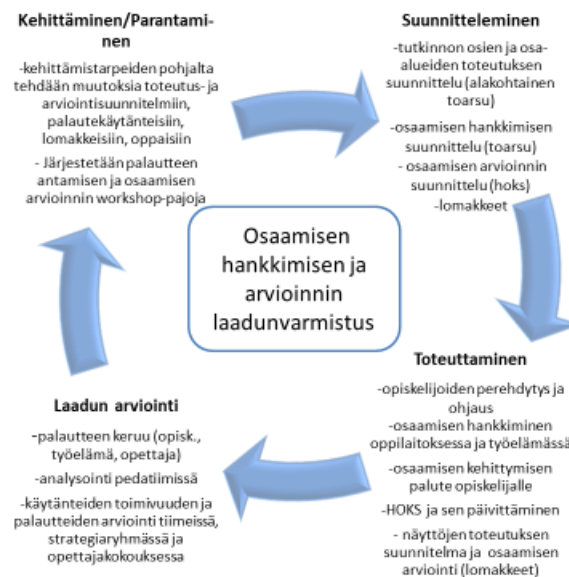 Kehittäminen/Parantami-
nen
-kehittämistarpeiden pohjalta
tehdään muutoksia toteutus- ja
arviointisuunnitelmiin,
palautekäytänteisiin,
lomakkeisiin, oppaisiin
- Järjestetään palautteen
antamisen ja osaamisen
arvioinnin workshop-pajoja
Suunnitteleminen
-tutkinnon osien ja osa-
alueiden toteutuksen
suunnittelu (alakohtainen
toarsu)
-osaamisen hankkimisen
suunnittelu (toarsu)
- osaamisen arvioinnin
suunnittelu (hoks)
-lomakkeet
Osaamisen
hankkimisen ja
arvioinnin
laadunvarmistus
Toteuttaminen
-opiskelijoiden perehdytys ja
ohjaus
-osaamisen hankkiminen
oppilaitoksessa ja työelämässä
-osaamisen kehittymisen
palute opiskelijalle
-HOKS ja sen päivittäminen
- näyttöjen toteutuksen
suunnitelma ja osaamisen
arviointi (lomakkeet)
Laadun arviointi
-palautteen keruu (opisk.,
työelämä, opettaja)
-analysointi pedatiimissä
-käytänteiden toimivuuden ja
palautteiden arviointi tiimeissä,
strategiaryhmässä ja
opettajakokouksessa